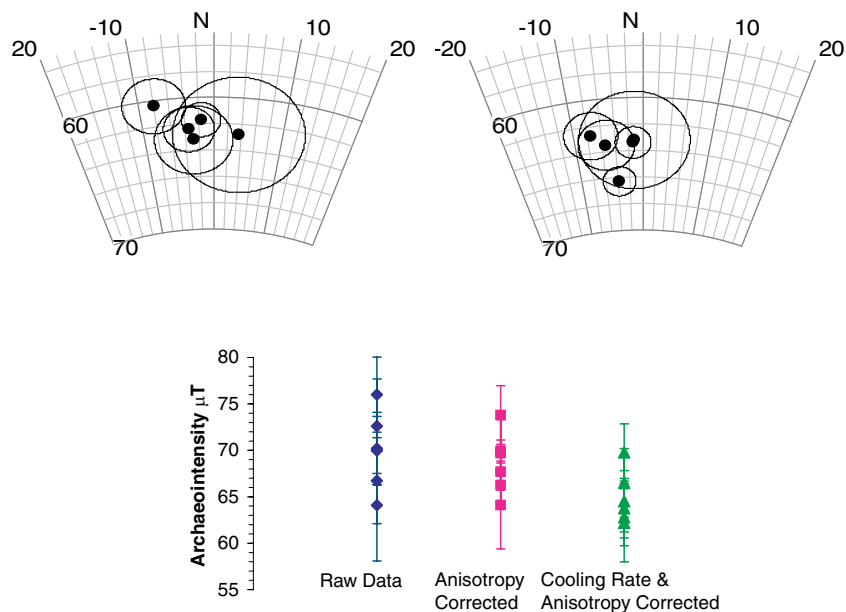 N
-10
10
20
20
60
70
N
-20
-10
10
20
60
70
Archaeointensity µT
80
75
70
65
60
55
Raw Data
Anisotropy
Corrected
Cooling Rate &
Anisotropy Corrected